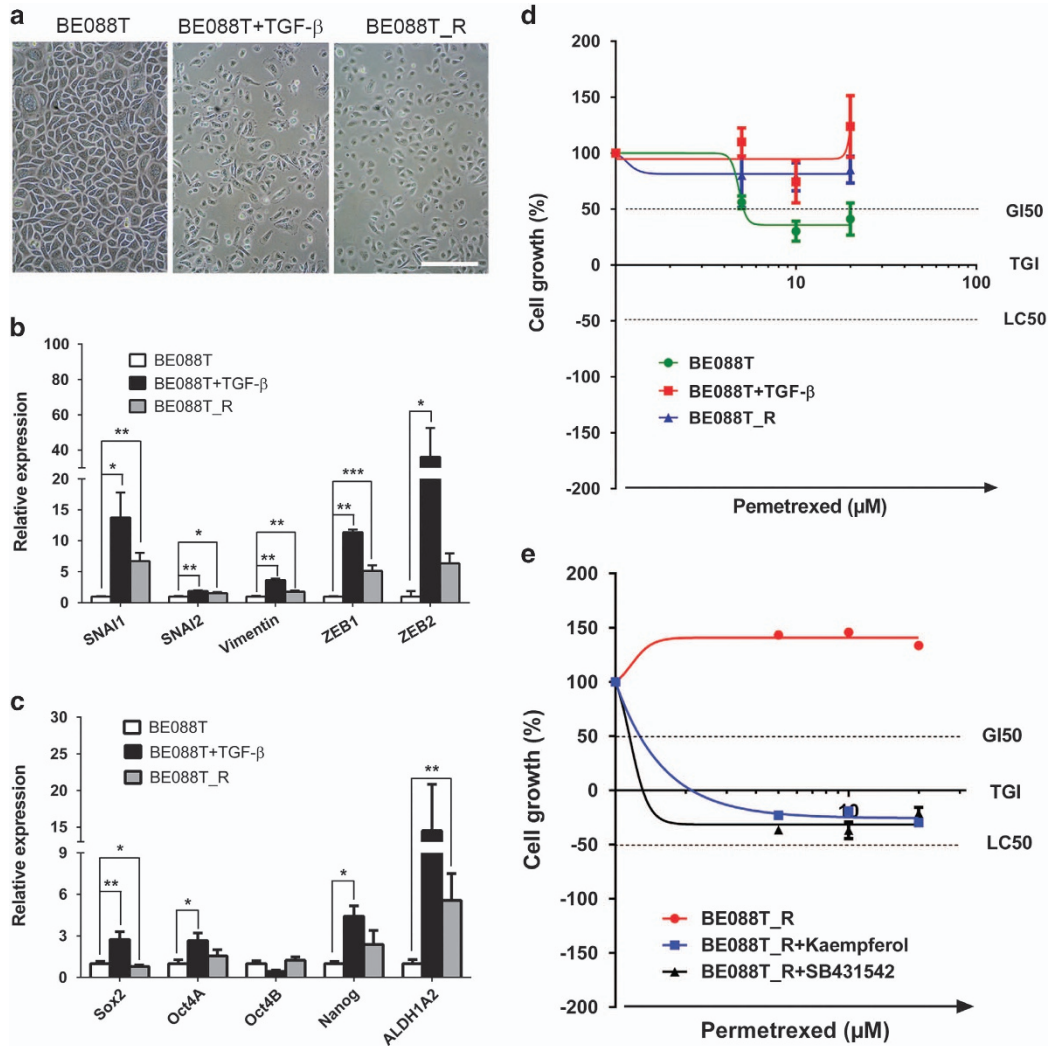 a
BE088T
BE088T+TGF-β
BE088T_R
b
Relative expression
100
80
60
40
20
15
10
5
0
BE088T
BE088T+TGF-β
BE088T_R
**
*
*
**
**
**
***
**
*
SNAI1
SNAI2
Vimentin
ZEB1
ZEB2
c
Relative expression
30
25
20
15
9
6
3
0
BE088T
BE088T+TGF-β
BE088T_R
*
**
*
*
**
Sox2
Oct4A
Oct4B
Nanog
ALDH1A2
d
Cell growth (%)
200
150
100
50
0
-50
-100
-150
-200
10
100
GI50
TGI
LC50
BE088T
BE088T+TGF-β
BE088T_R
Pemetrexed (µM)
e
Cell growth (%)
200
150
100
50
0
-50
-100
-150
-200
10
GI50
TGI
LC50
BE088T_R
BE088T_R+Kaempferol
BE088T_R+SB431542
Permetrexed (µM)